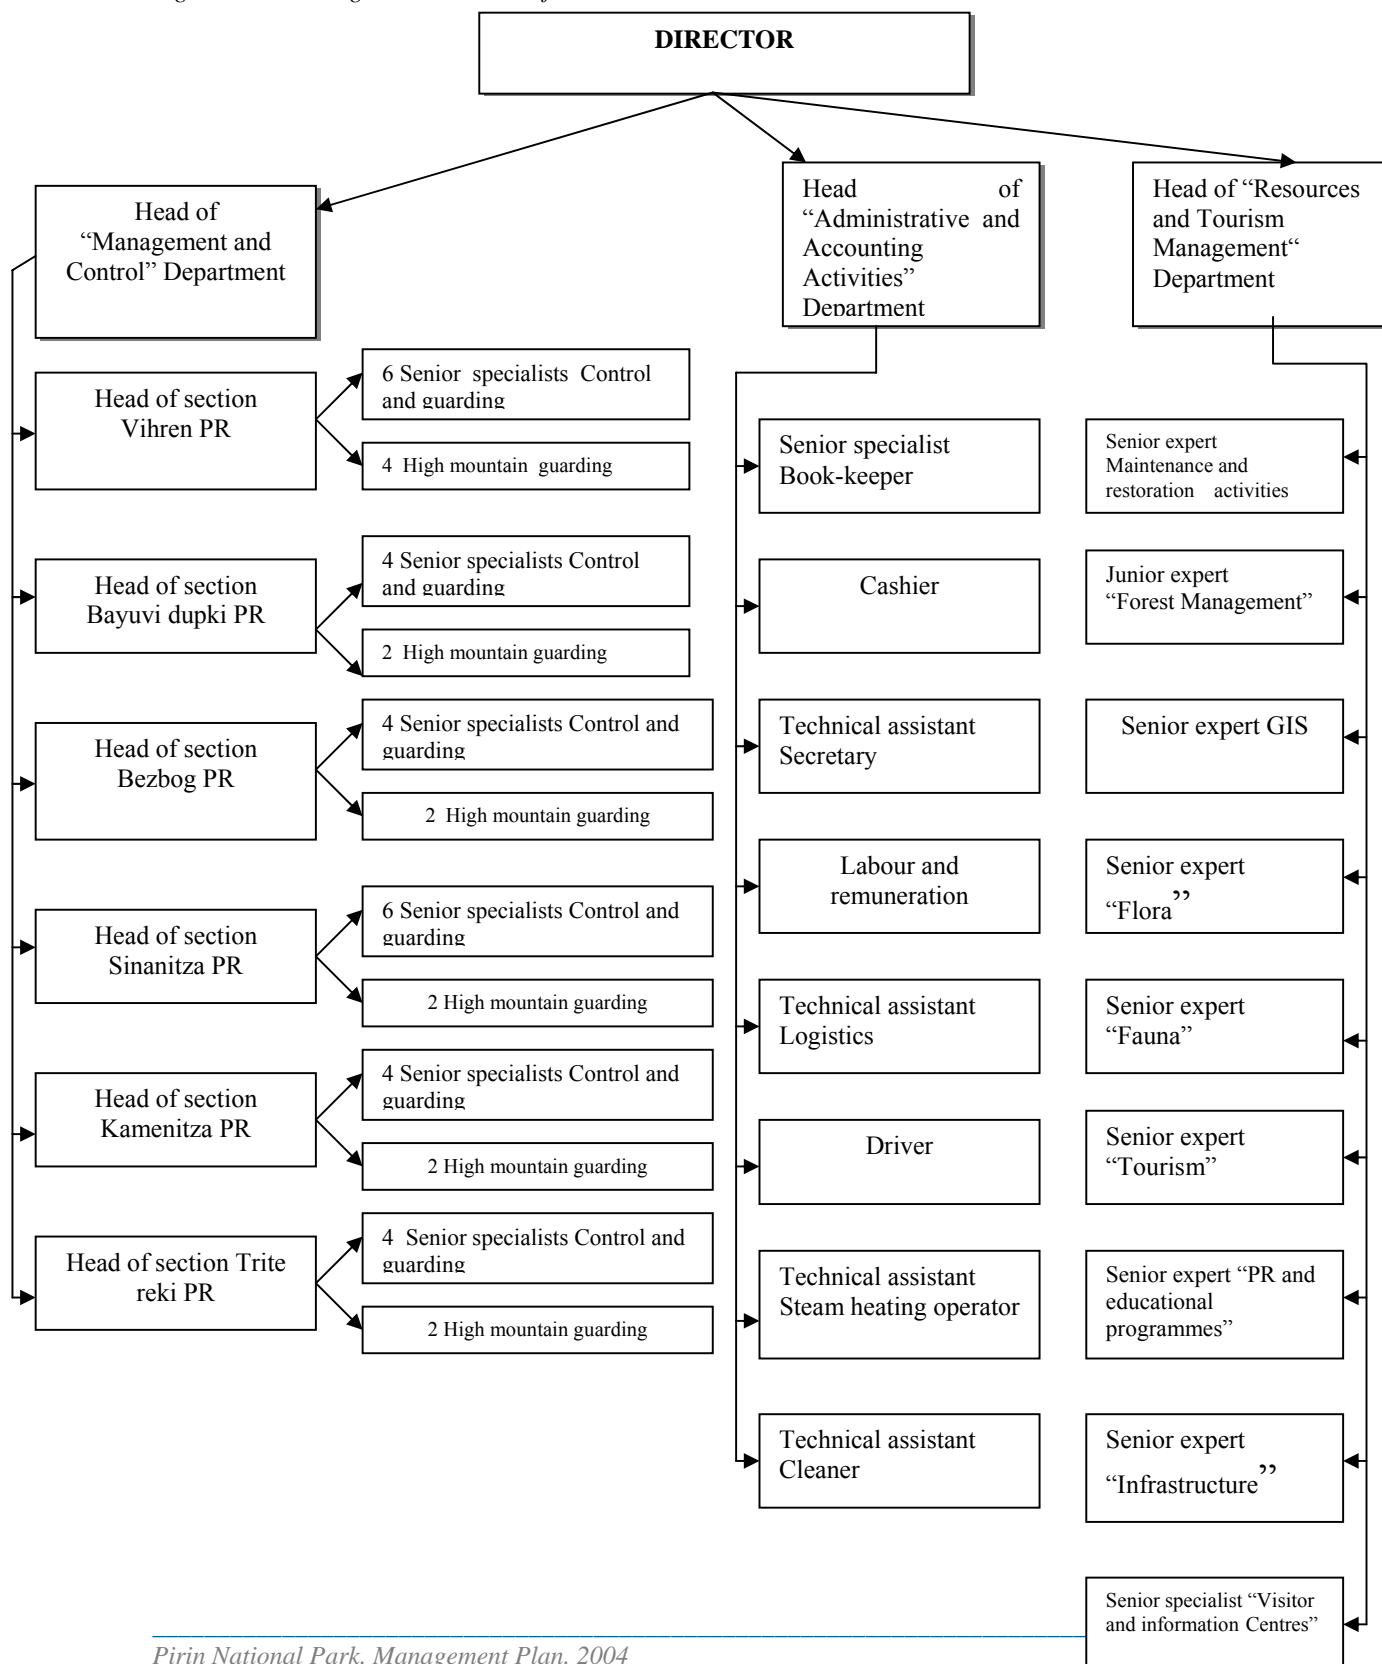 DIRECTOR
Head of
“Management and
Control” Department
Head of
“Administrative and
Accounting
Activities”
Department
Head of “Resources
and Tourism
Management“
Department
Head of section
Vihren PR
6 Senior specialists Control
and guarding
4 High mountain guarding
Head of section
Bayuvi dupki PR
4 Senior specialists Control
and guarding
2 High mountain guarding
Head of section
Bezbog PR
4 Senior specialists Control and
guarding
2 High mountain guarding
Head of section
Sinanitza PR
6 Senior specialists Control and
guarding
2 High mountain guarding
Head of section
Kamenitza PR
4 Senior specialists Control and
guarding
2 High mountain guarding
Head of section Trite
reki PR
4 Senior specialists Control and
guarding
2 High mountain guarding
Senior specialist
Book-keeper
Cashier
Technical assistant
Secretary
Labour and
remuneration
Technical assistant
Logistics
Driver
Technical assistant
Steam heating operator
Technical assistant
Cleaner
Senior expert
Maintenance and
restoration activities
Junior expert
“Forest Management”
Senior expert GIS
Senior expert
“Flora”
Senior expert
“Fauna”
Senior expert
“Tourism”
Senior expert “PR and
educational
programmes”
Senior expert
“Infrastructure”
Senior specialist “Visitor
and information Centres”
Pirin National Park. Management Plan. 2004